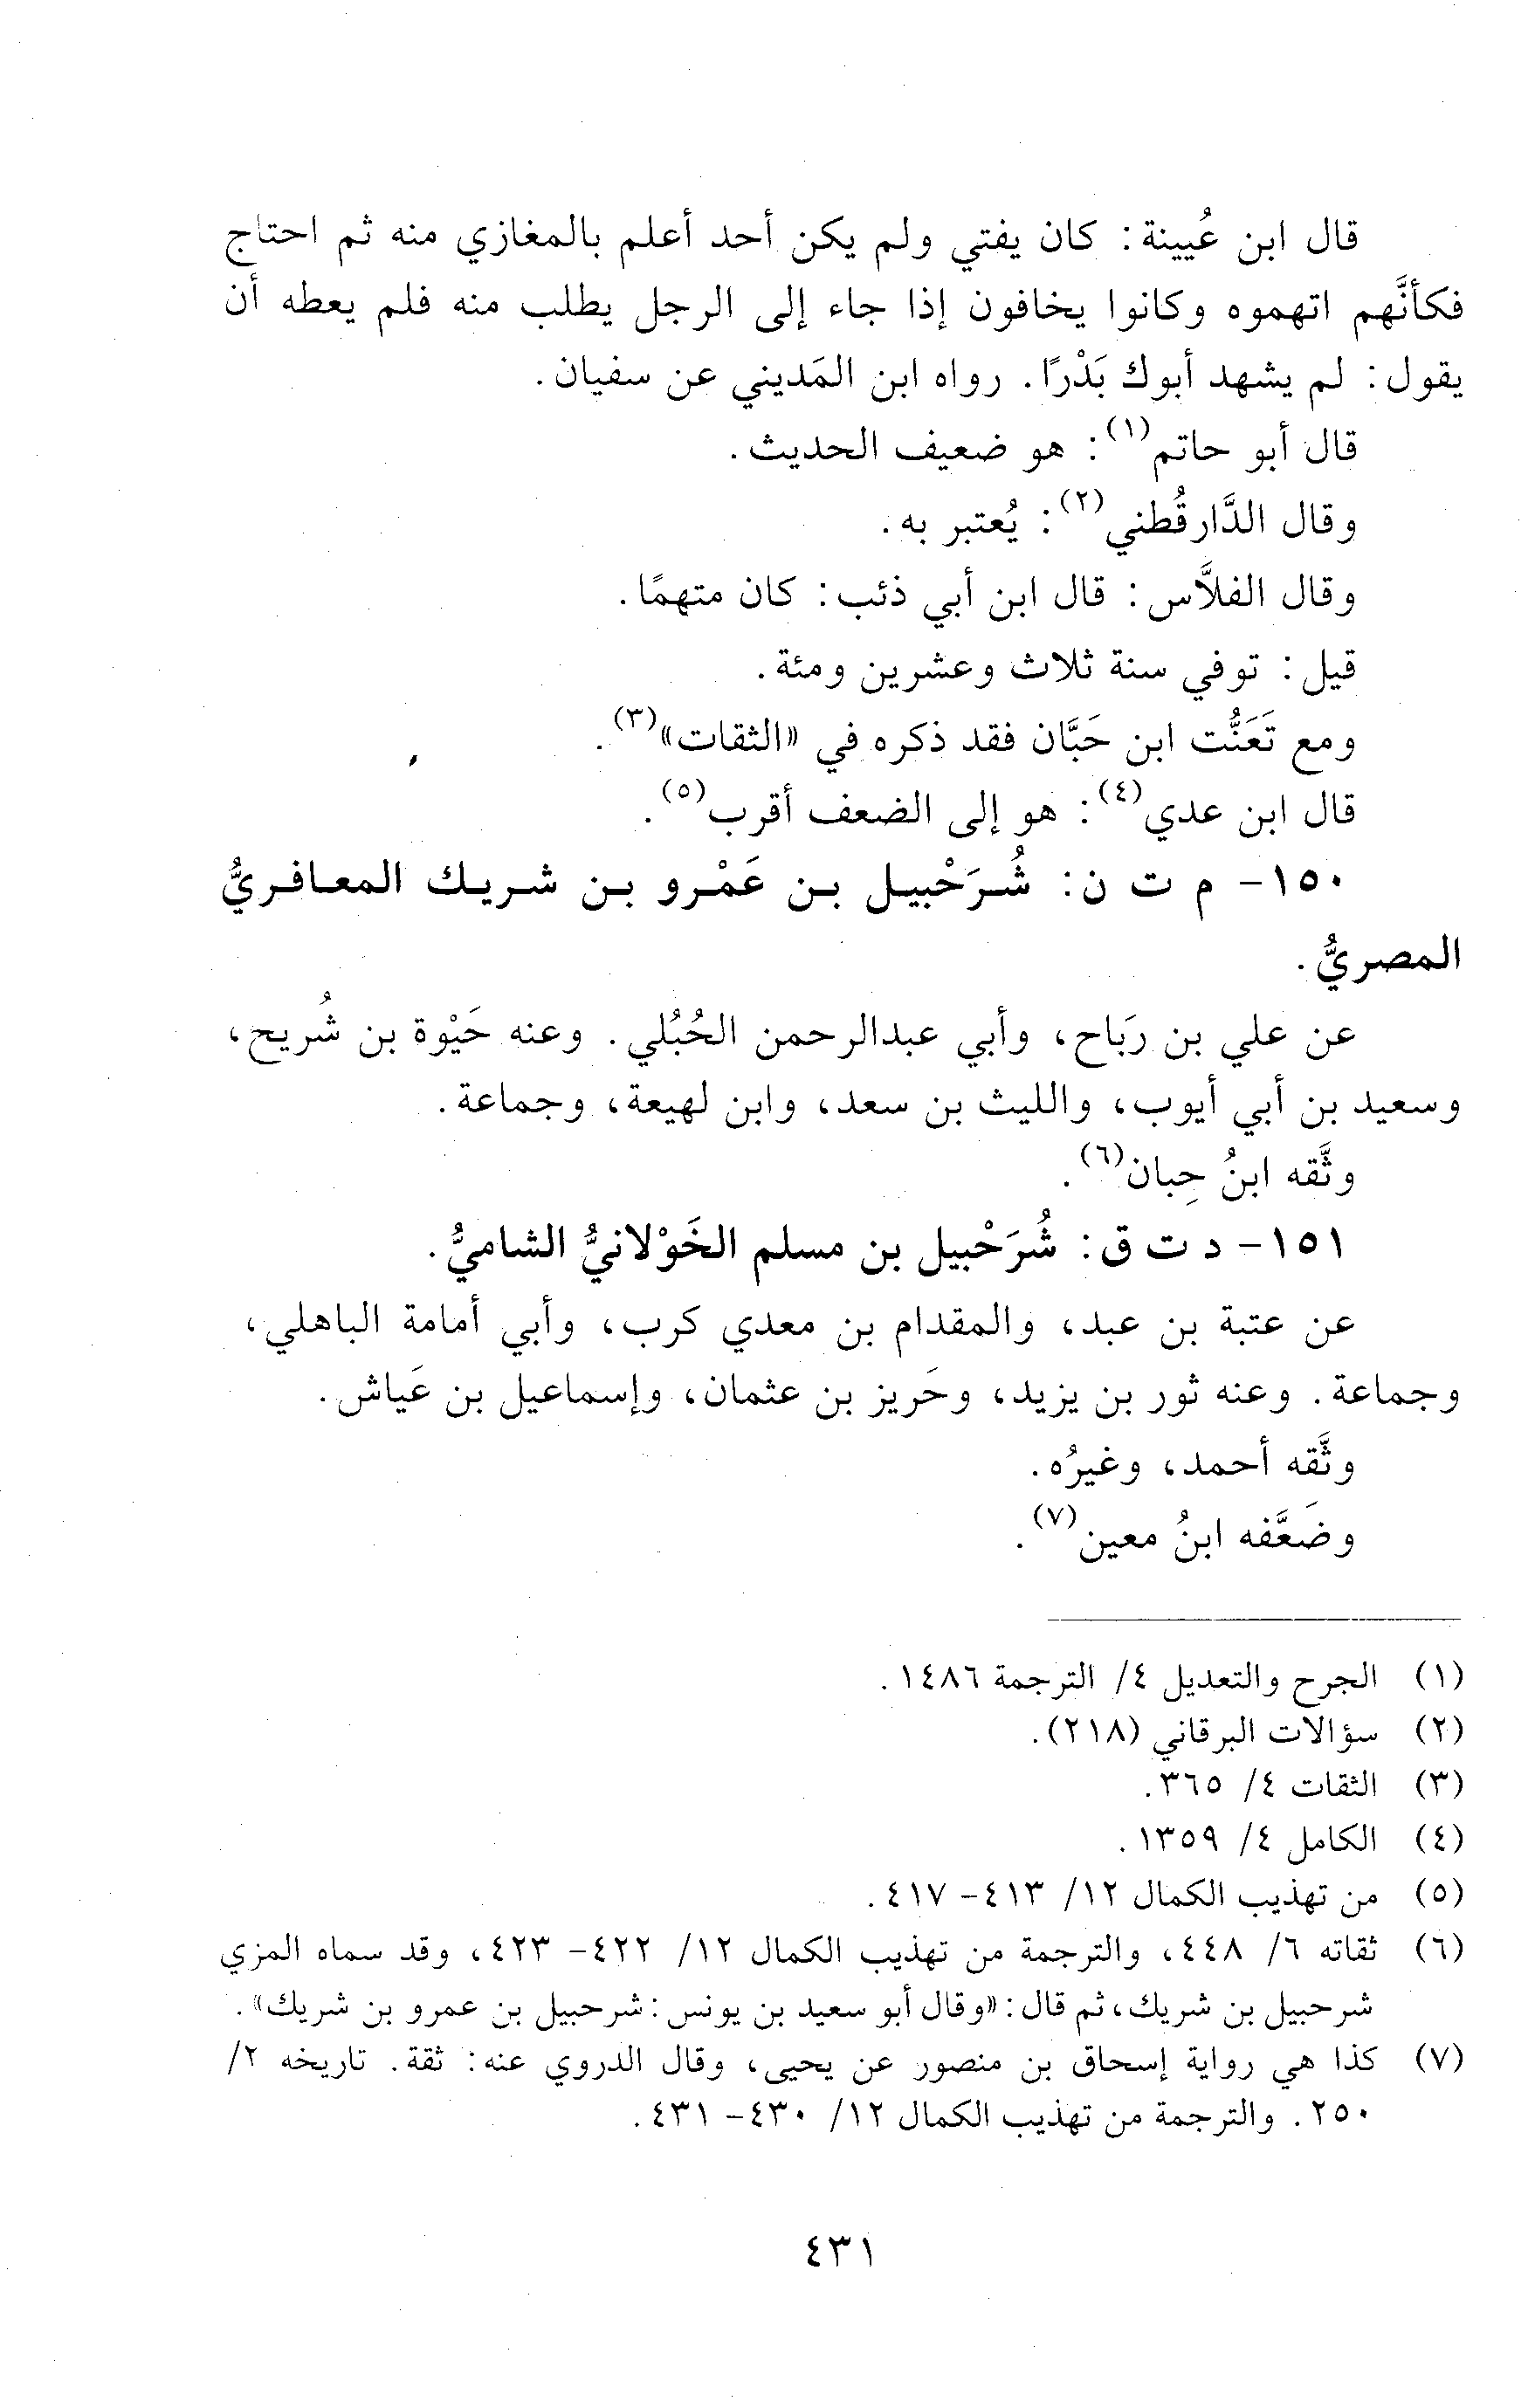 قال ابن عُيينة: كان يفتي ولم يكن أحد أعلم بالمغازي منه ثم احتاج
فكأنَّهم اتهموه وكانوا يخافون إذا جاء إلى الرجل يطلب منه فلم يعطه أن
يقول: لم يشهد أبوك بَدْرًا. رواه ابن المَديني عن سفيان.
قال أبو حاتم(١): هو ضعيف الحديث.
وقال الدَّارقُطني(٢): يُعتبر به.
وقال الفلاَّس: قال ابن أبي ذئب: كان متهمًا.
قيل: توفي سنة ثلاث وعشرين ومئة.
ومع تَعَنُّت ابن حَبَّان فقد ذكره في «الثقات»(٣).
قال ابن عدي(٤): هو إلى الضعف أقرب(٥).
١٥٠- م ت ن: شُرَحْبيل بن عَمْرو بن شريك المعافريُّ
المصريُّ.
عن علي بن رَباح، وأبي عبدالرحمن الحُبُلي. وعنه حَيْوة بن شُريح،
وسعيد بن أبي أيوب، والليث بن سعد، وابن لهيعة، وجماعة.
وثَّقه ابنُ حِبان(٦).
١٥١- د ت ق: شُرَحْبيل بن مسلم الخَوْلانيُّ الشاميُّ.
عن عتبة بن عبد، والمقدام بن معدي كرب، وأبي أمامة الباهلي،
وجماعة. وعنه ثور بن يزيد، وحَريز بن عثمان، وإسماعيل بن عَياش.
وثَّقه أحمد، وغيرُه.
وضَعَّفه ابنُ معين(٧).
(١) الجرح والتعديل ٤/ الترجمة ١٤٨٦.
(٢) سؤالات البرقاني (٢١٨).
(٣) الثقات ٤/ ٣٦٥.
(٤) الكامل ٤/ ١٣٥٩.
(٥) من تهذيب الكمال ١٢/ ٤١٣- ٤١٧.
(٦) ثقاته ٦/ ٤٤٨، والترجمة من تهذيب الكمال ١٢/ ٤٢٢- ٤٢٣، وقد سماه المزي
شرحبيل بن شريك، ثم قال: «وقال أبو سعيد بن يونس: شرحبيل بن عمرو بن شريك».
(٧) كذا هي رواية إسحاق بن منصور عن يحيى، وقال الدروي عنه: ثقة. تاريخه ٢/
٢٥٠. والترجمة من تهذيب الكمال ١٢/ ٤٣٠- ٤٣١.
٤٣١